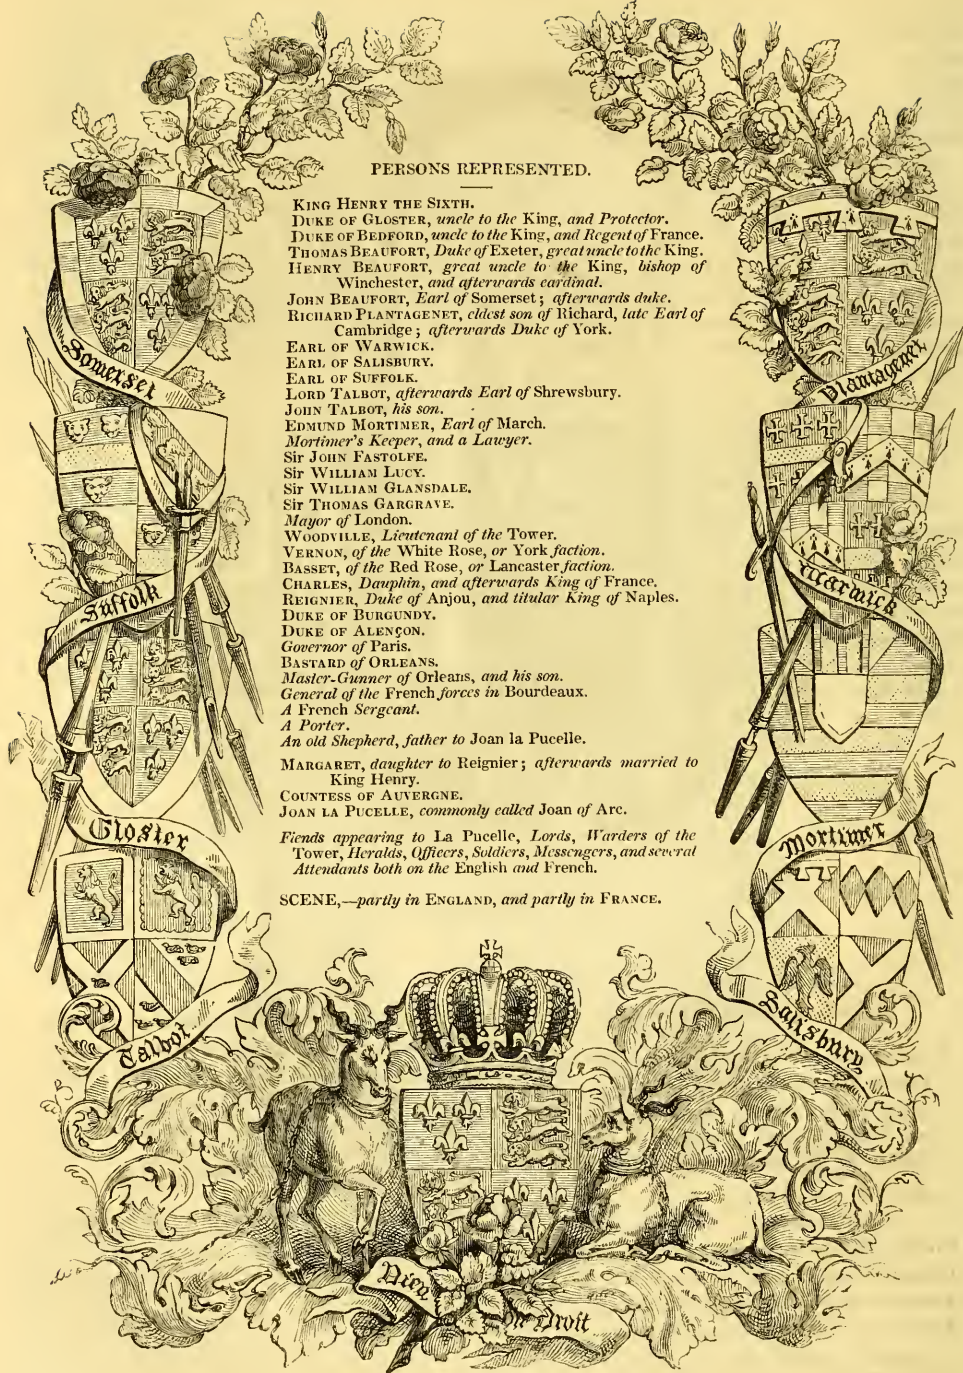 PERSONS REPRESENTED.
KING HENRY THE SIXTH.
DUKE OF GLOSTER, uncle to the King, and Protector.
DUKE OF BEDFORD, uncle to the King, and Regent of France.
THOMAS BEAUFORT, Duke of Exeter, great uncle to the King.
HENRY BEAUFORT, great uncle to the King, bishop of
Winchester, and afterwards cardinal.
JOHN BEAUFORT, Earl of Somerset; afterwards duke.
RICHARD PLANTAGENET, eldest son of Richard, late Earl of
Cambridge; afterwards Duke of York.
EARL OF WARWICK.
EARL OF SALISBURY.
EARL OF SUFFOLK.
LORD TALBOT, afterwards Earl of Shrewsbury.
JOHN TALBOT, his son.
EDMUND MORTIMER, Earl of March.
Mortimer's Keeper, and a Lawyer.
Sir JOHN FASTOLFE.
Sir WILLIAM LUCY.
Sir WILLIAM GLANSDALE.
Sir THOMAS GARGRAVE.
Mayor of London.
WOODVILLE, Lieutenant of the Tower.
VERNON, of the White Rose, or York faction.
BASSET, of the Red Rose, or Lancaster faction.
CHARLES, Dauphin, and afterwards King of France.
REIGNIER, Duke of Anjou, and titular King of Naples.
DUKE OF BURGUNDY.
DUKE OF ALENÇON.
Governor of Paris.
BASTARD of ORLEANS.
Master-Gunner of Orleans, and his son.
General of the French forces in Bourdeaux.
A French Sergeant.
A Porter.
An old Shepherd, father to Joan la Pucelle.
MARGARET, daughter to Reignier; afterwards married to
King Henry.
COUNTESS OF AUVERGNE.
JOAN LA PUCELLE, commonly called Joan of Arc.
Fiends appearing to La Pucelle, Lords, Warders of the
Tower, Heralds, Officers, Soldiers, Messengers, and several
Attendants both on the English and French.
SCENE,—partly in ENGLAND, and partly in FRANCE.
Somerset
Suffolk
Gloster
Talbot
Plantagenet
Warwick
Mortimer
Salisbury
Dieu
Droit